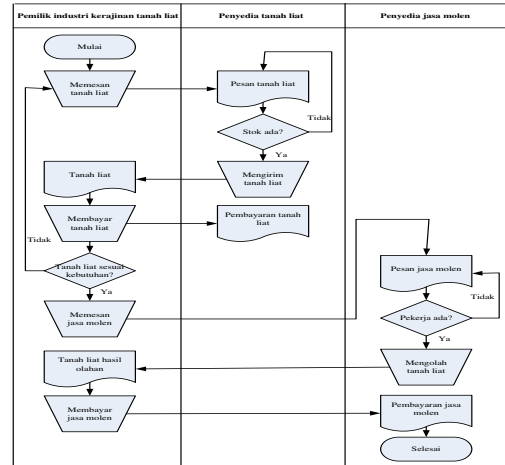 Pemilik industri kerajinan tanah liat
Penyedia tanah liat
Penyedia jasa molen
Mulai
Memesan
tanah liat
Pesan tanah liat
Tidak
Stok ada?
Ya
Mengirim
tanah liat
Tanah liat
Membayar
tanah liat
Pembayaran tanah
liat
Tidak
Tanah liat sesuai
kebutuhan?
Ya
Memesan
jasa molen
Pesan jasa molen
Tidak
Pekerja ada?
Ya
Mengolah
tanah liat
Tanah liat hasil
olahan
Membayar
jasa molen
Pembayaran jasa
molen
Selesai